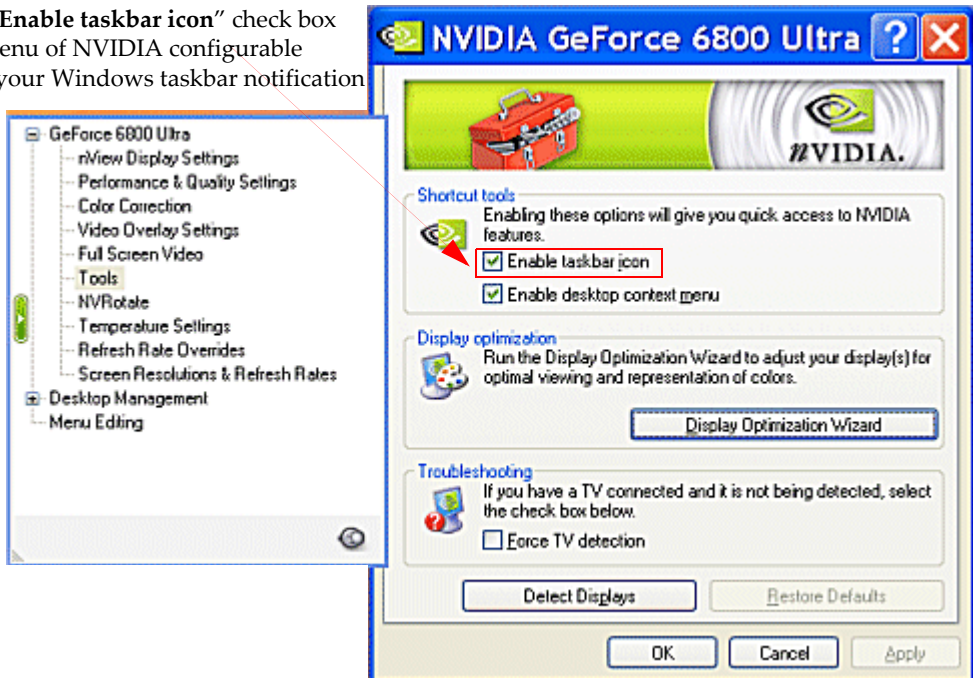 Enable taskbar icon” check box
enu of NVIDIA configurable
your Windows taskbar notification
GeForce 6800 Ultra
nView Display Settings
Performance & Quality Settings
Color Correction
Video Overlay Settings
Full Screen Video
Tools
NVRotate
Temperature Settings
Refresh Rate Overrides
Screen Resolutions & Refresh Rates
Desktop Management
Menu Editing
NVIDIA GeForce 6800 Ultra
nVIDIA.
Shortcut tools
Enabling these options will give you quick access to NVIDIA
features.
Enable taskbar icon
Enable desktop context menu
Display optimization
Run the Display Optimization Wizard to adjust your display(s) for
optimal viewing and representation of colors.
Display Optimization Wizard
Troubleshooting
If you have a TV connected and it is not being detected, select
the check box below.
Force TV detection
Detect Displays
Restore Defaults
OK
Cancel
Apply